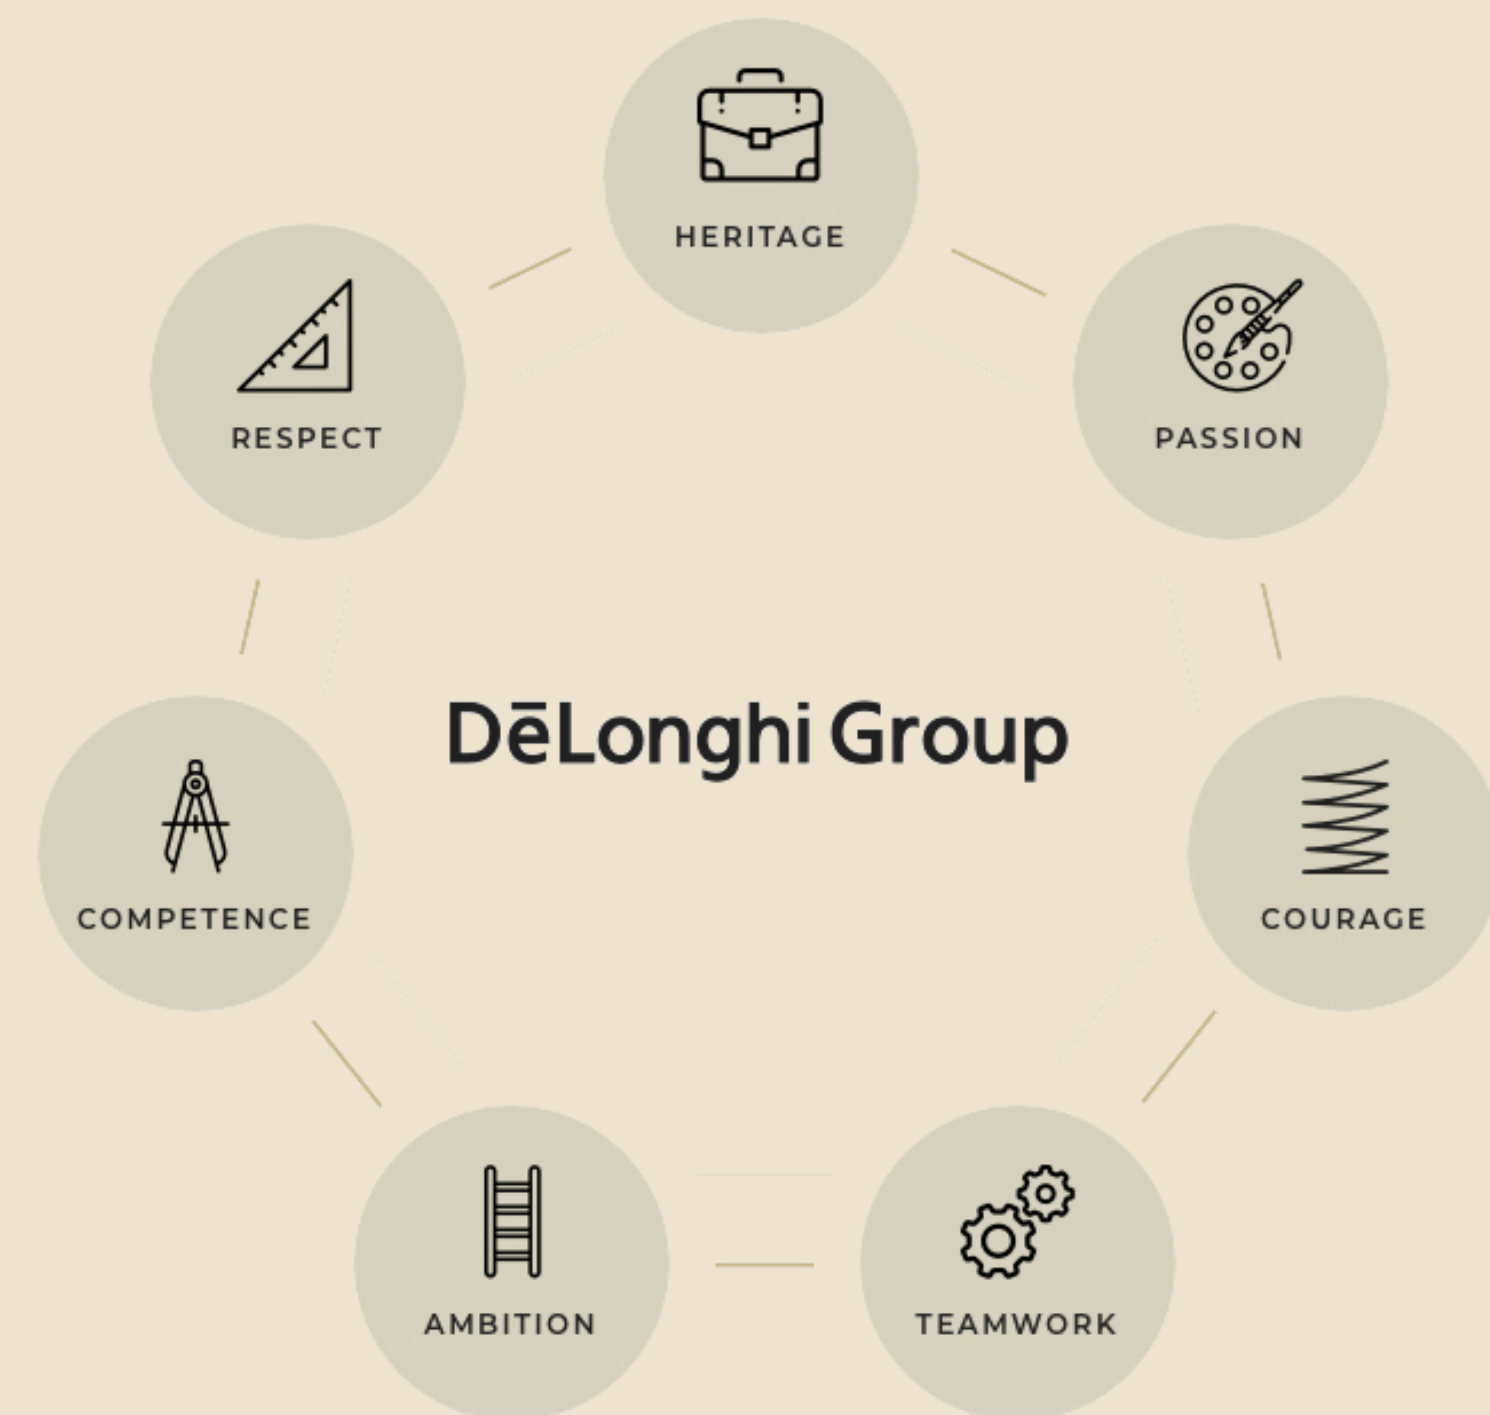 HERITAGE
RESPECT
PASSION
DēLonghi Group
COMPETENCE
COURAGE
AMBITION
TEAMWORK